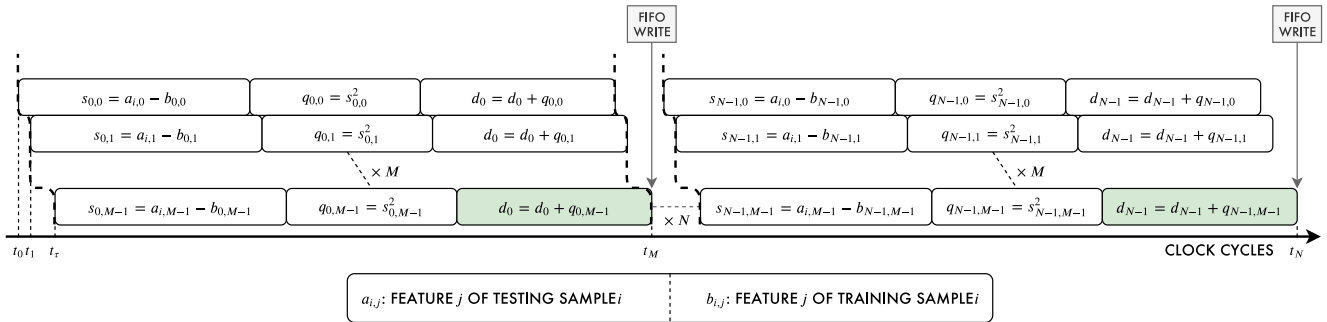 FIFO WRITE
FIFO WRITE
s_{0,0} = a_{i,0} − b_{0,0} q_{0,0} = s^2_{0,0} d_0 = d_0 + q_{0,0} s_{N−1,0} = a_{i,0} − b_{N−1,0} q_{N−1,0} = s^2_{N−1,0} d_{N−1} = d_{N−1} + q_{N−1,0}
s_{0,1} = a_{i,1} − b_{0,1} q_{0,1} = s^2_{0,1} d_0 = d_0 + q_{0,1} s_{N−1,1} = a_{i,1} − b_{N−1,1} q_{N−1,1} = s^2_{N−1,1} d_{N−1} = d_{N−1} + q_{N−1,1}
× M × M
s_{0,M−1} = a_{i,M−1} − b_{0,M−1} q_{0,M−1} = s^2_{0,M−1} d_0 = d_0 + q_{0,M−1} s_{N−1,M−1} = a_{i,M−1} − b_{N−1,M−1} q_{N−1,M−1} = s^2_{N−1,M−1} d_{N−1} = d_{N−1} + q_{N−1,M−1}
× N
t_0 t_1 t_τ t_M CLOCK CYCLES t_N
a_{i,j}: FEATURE j OF TESTING SAMPLE i b_{i,j}: FEATURE j OF TRAINING SAMPLE i